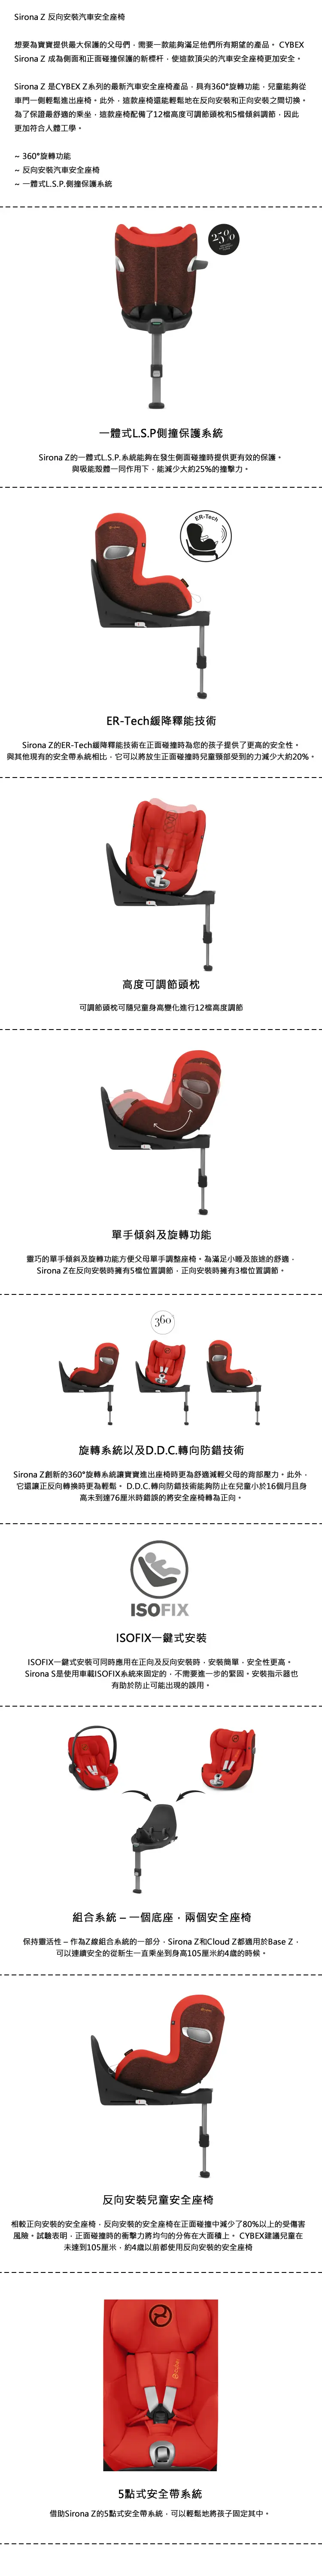 Sirona Z 反向安裝汽車安全座椅
想要為寶寶提供最大保護的父母們，需要一款能夠滿足他們所有期望的產品。 CYBEX
Sirona Z 成為側面和正面碰撞保護的新標杆，使這款頂尖的汽車安全座椅更加安全。
Sirona Z 是CYBEX Z系列的最新汽車安全座椅產品，具有360°旋轉功能，兒童能夠從
車門一側輕鬆進出座椅。此外，這款座椅還能輕鬆地在反向安裝和正向安裝之間切換。
為了保證最舒適的乘坐，這款座椅配備了12檔高度可調節頭枕和5檔傾斜調節，因此
更加符合人體工學。
~ 360°旋轉功能
~ 反向安裝汽車安全座椅
~ 一體式L.S.P.側撞保護系統
25%
一體式L.S.P側撞保護系統
Sirona Z的一體式L.S.P.系統能夠在發生側面碰撞時提供更有效的保護。
與吸能殼體一同作用下，能減少大約25%的撞擊力。
ER-Tech
ER-Tech緩降釋能技術
Sirona Z的ER-Tech緩降釋能技術在正面碰撞時為您的孩子提供了更高的安全性。
與其他現有的安全帶系統相比，它可以將放生正面碰撞時兒童頸部受到的力減少大約20%。
高度可調節頭枕
可調節頭枕可隨兒童身高變化進行12檔高度調節
單手傾斜及旋轉功能
靈巧的單手傾斜及旋轉功能方便父母單手調整座椅。為滿足小睡及旅途的舒適，
Sirona Z在反向安裝時擁有5檔位置調節，正向安裝時擁有3檔位置調節。
360°
旋轉系統以及D.D.C.轉向防錯技術
Sirona Z創新的360°旋轉系統讓寶寶進出座椅時更為舒適減輕父母的背部壓力。此外，
它還讓正反向轉換時更為輕鬆。 D.D.C.轉向防錯技術能夠防止在兒童小於16個月且身
高未到達76厘米時錯誤的將安全座椅轉為正向。
ISOFIX
ISOFIX一鍵式安裝
ISOFIX一鍵式安裝可同時應用在正向及反向安裝時，安裝簡單，安全性更高。
Sirona S是使用車載ISOFIX系統來固定的，不需要進一步的緊固。安裝指示器也
有助於防止可能出現的誤用。
組合系統 – 一個底座，兩個安全座椅
保持靈活性 – 作為Z線組合系統的一部分，Sirona Z和Cloud Z都適用於Base Z，
可以連續安全的從新生一直乘坐到身高105厘米約4歲的時候。
反向安裝兒童安全座椅
相較正向安裝的安全座椅，反向安裝的安全座椅在正面碰撞中減少了80%以上的受傷害
風險。試驗表明，正面碰撞時的衝擊力將均勻的分佈在大面積上。 CYBEX建議兒童在
未達到105厘米，約4歲以前都使用反向安裝的安全座椅
5點式安全帶系統
借助Sirona Z的5點式安全帶系統，可以輕鬆地將孩子固定其中。